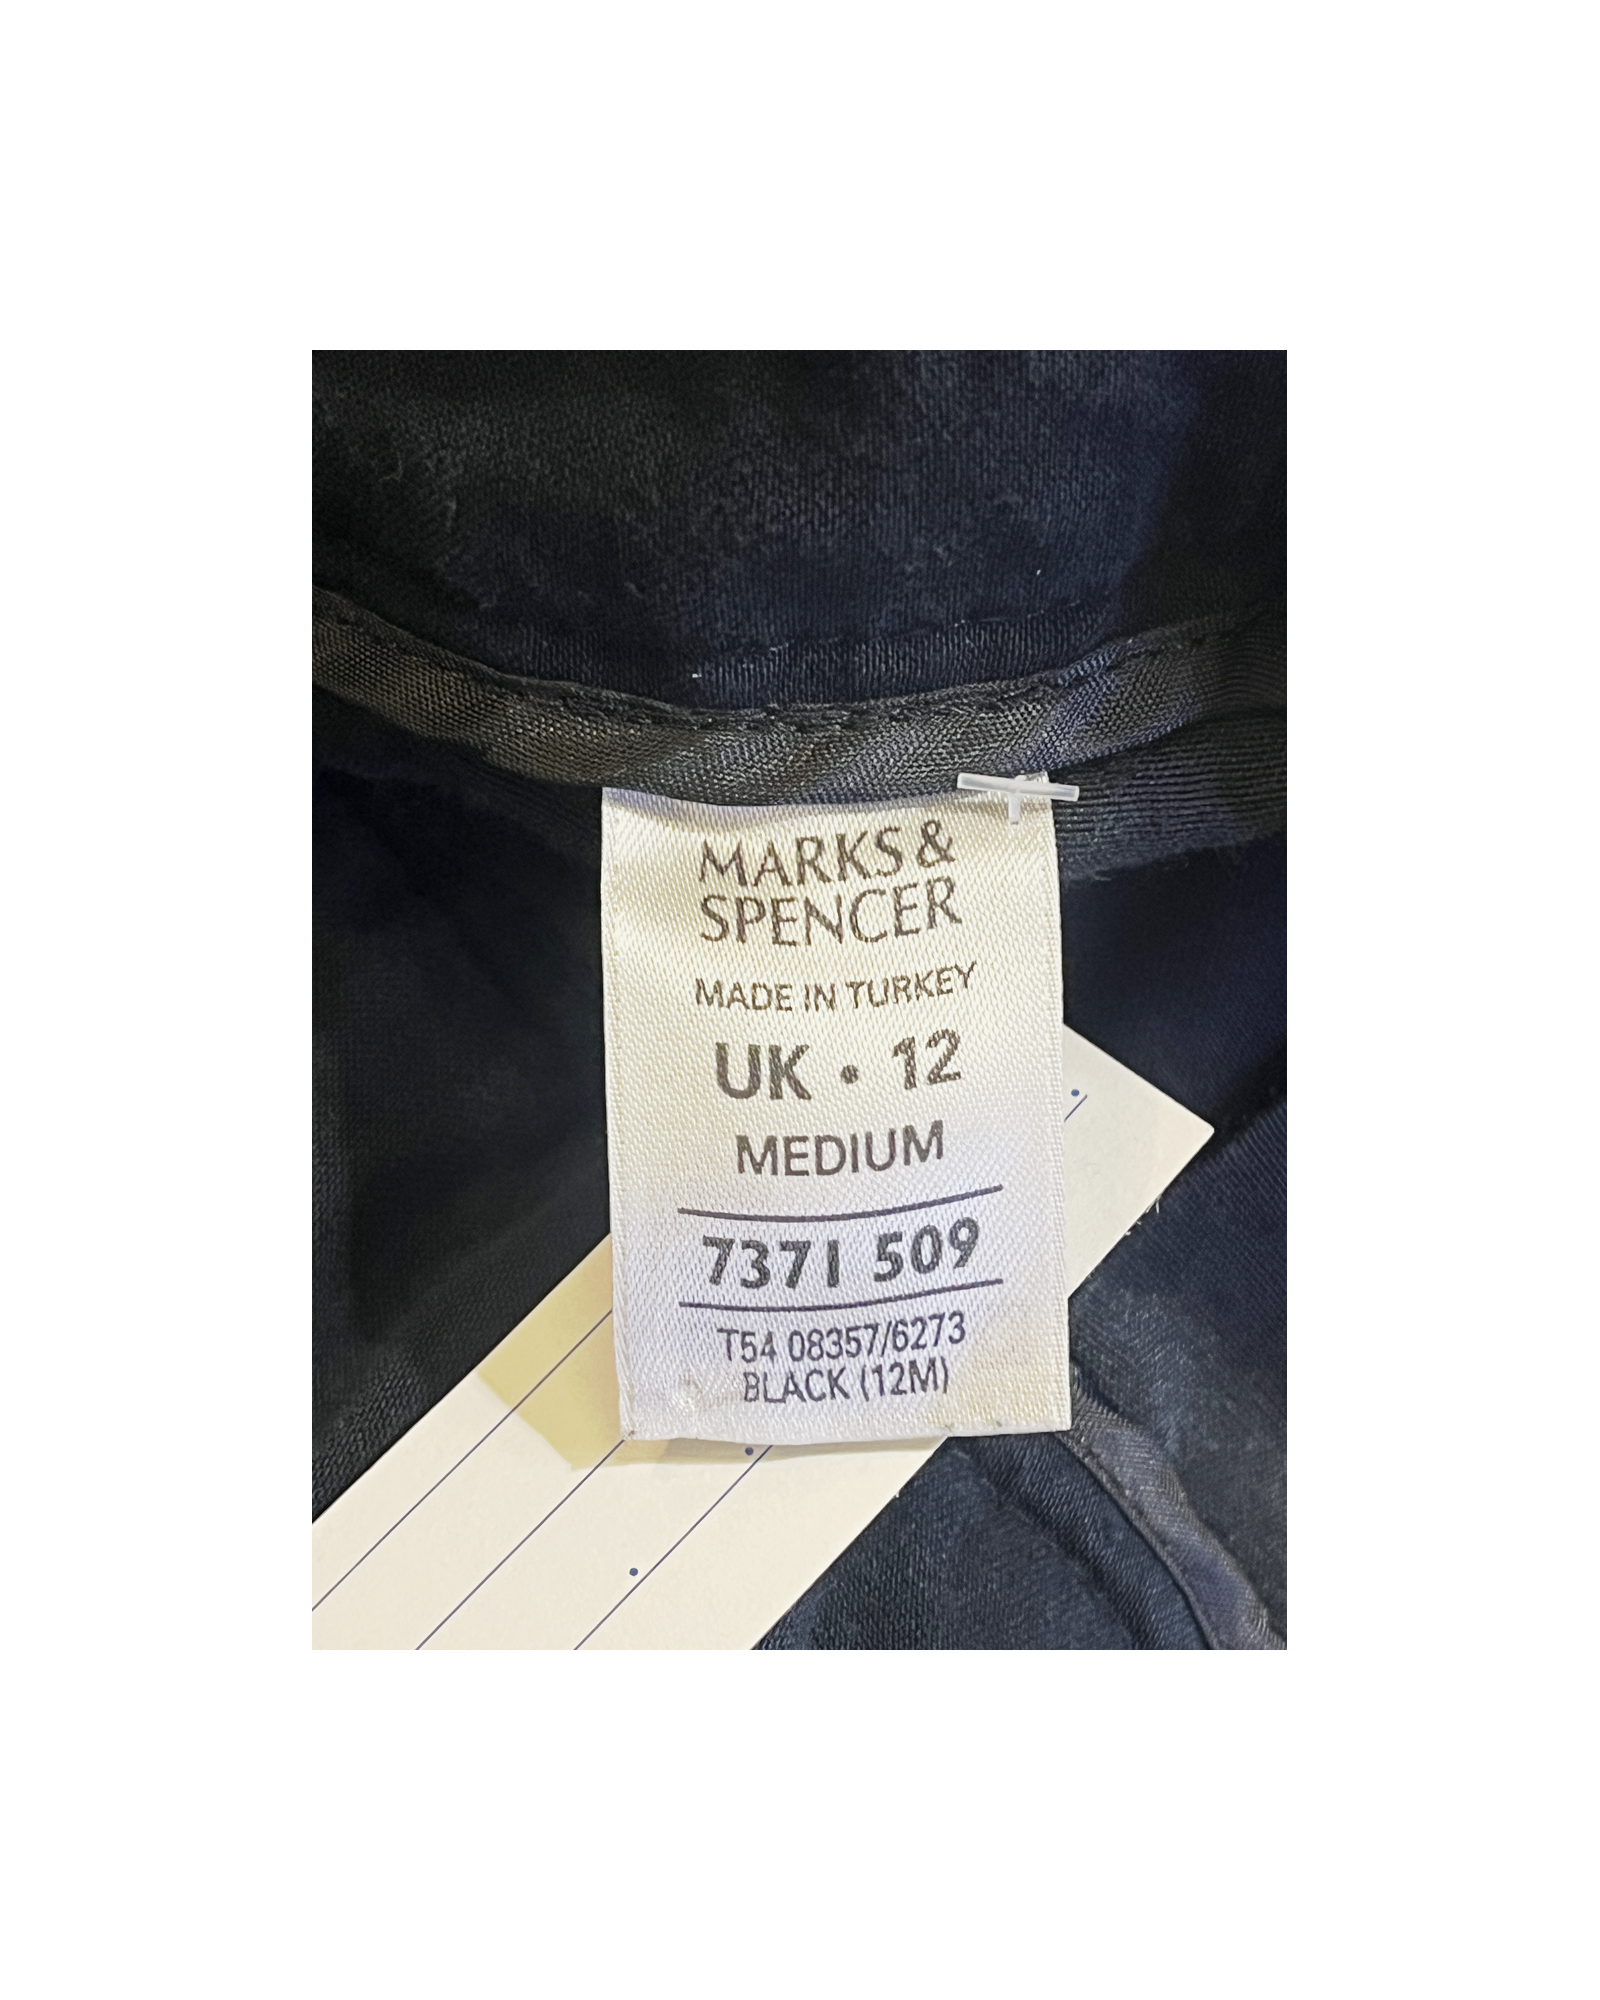 MARKS &
SPENCER
MADE IN TURKEY
UK • 12
MEDIUM
7371 509
T54 08357/6273
BLACK (12M)